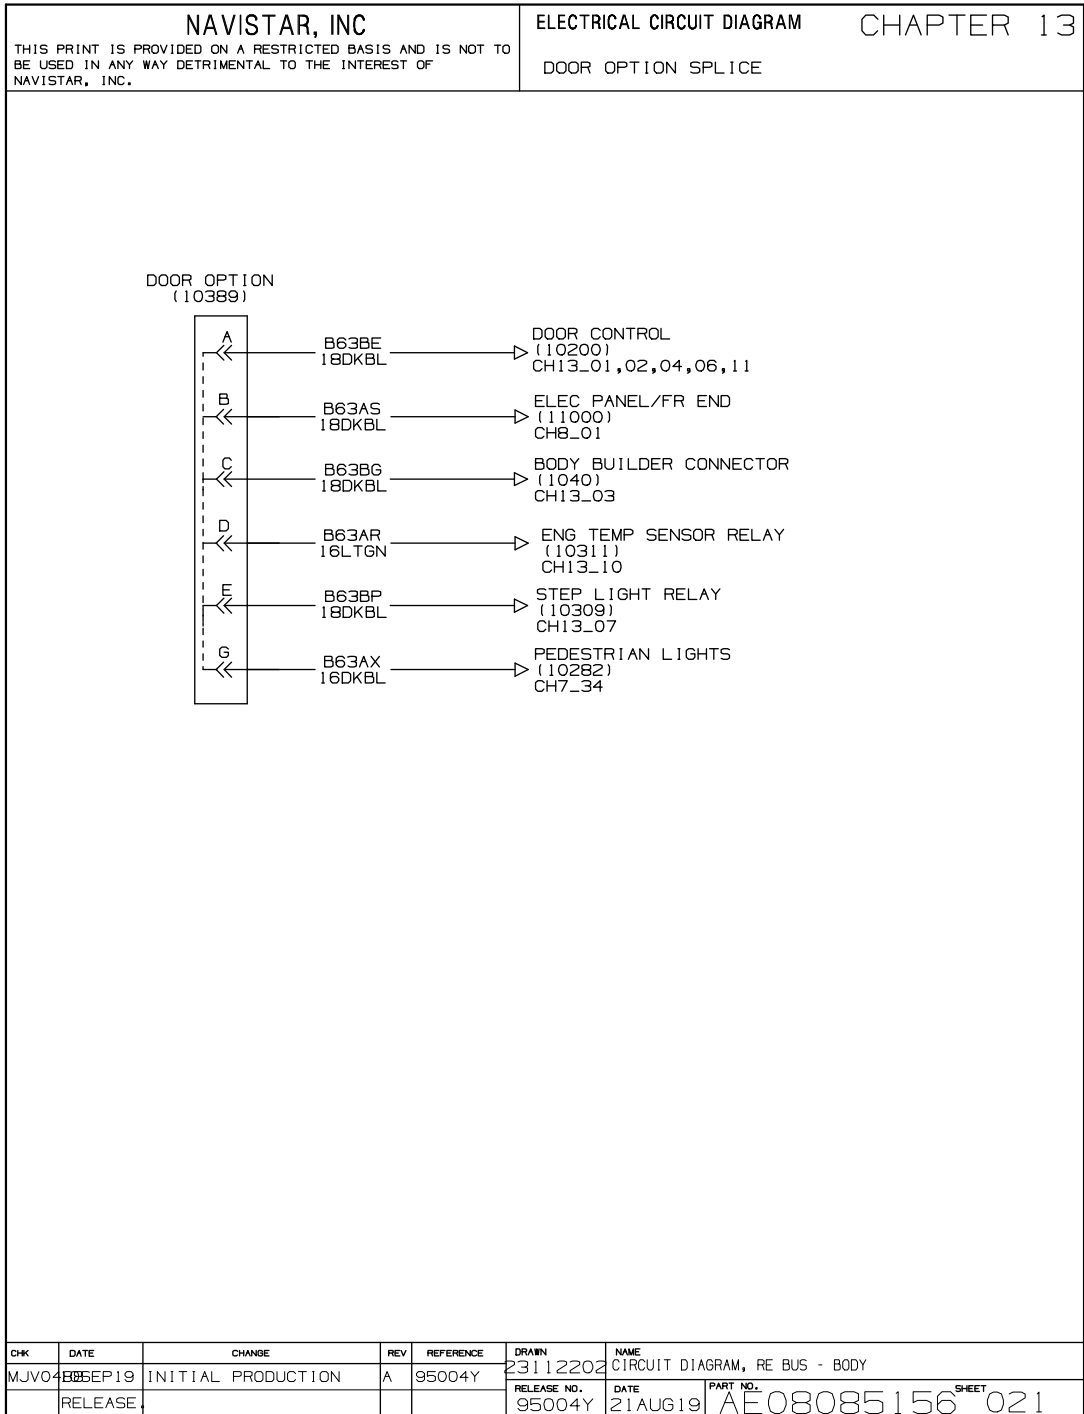 NAVISTAR, INC
THIS PRINT IS PROVIDED ON A RESTRICTED BASIS AND IS NOT TO
BE USED IN ANY WAY DETRIMENTAL TO THE INTEREST OF
NAVISTAR, INC.
ELECTRICAL CIRCUIT DIAGRAM
CHAPTER 13
DOOR OPTION SPLICE
DOOR OPTION
(10389)
A
B63BE
18DKBL
DOOR CONTROL
(10200)
CH13_01,02,04,06,11
B
B63AS
18DKBL
ELEC PANEL/FR END
(11000)
CH8_01
C
B63BG
18DKBL
BODY BUILDER CONNECTOR
(1040)
CH13_03
D
B63AR
16LTGN
ENG TEMP SENSOR RELAY
(10311)
CH13_10
E
B63BP
18DKBL
STEP LIGHT RELAY
(10309)
CH13_07
G
B63AX
16DKBL
PEDESTRIAN LIGHTS
(10282)
CH7_34
CHK DATE CHANGE REV REFERENCE
SEP19 INITIAL PRODUCTION A 95004Y
RELEASE.
DRAWN
23112202
NAME
CIRCUIT DIAGRAM, RE BUS - BODY
RELEASE NO.
95004Y
DATE
21AUG19
PART NO.
AE08085156
SHEET
021